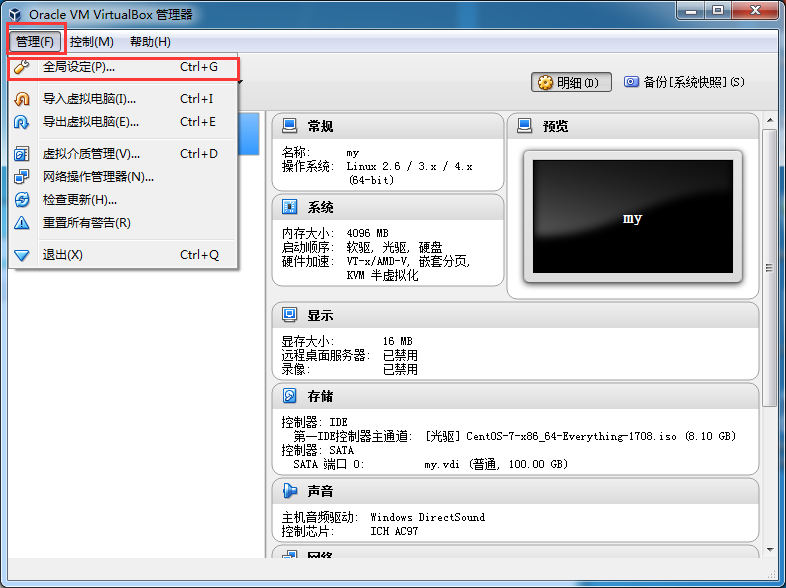 Oracle VM VirtualBox 管理器
管理(F) 控制(M) 帮助(H)
全局设定(P)... Ctrl+G
导入虚拟电脑(I)... Ctrl+I
导出虚拟电脑(E)... Ctrl+E
虚拟介质管理(V)... Ctrl+D
网络操作管理器(N)...
检查更新(H)...
重置所有警告(R)
退出(X) Ctrl+Q
明细(D) 备份[系统快照](S)
常规
名称: my
操作系统: Linux 2.6 / 3.x / 4.x
(64-bit)
预览
my
系统
内存大小: 4096 MB
启动顺序: 软驱, 光驱, 硬盘
硬件加速: VT-x/AMD-V, 嵌套分页,
KVM 半虚拟化
显示
显存大小: 16 MB
远程桌面服务器: 已禁用
录像: 已禁用
存储
控制器: IDE
第一IDE控制器主通道: [光驱] CentOS-7-x86_64-Everything-1708.iso (8.10 GB)
控制器: SATA
SATA 端口 0: my.vdi (普通, 100.00 GB)
声音
主机音频驱动: Windows DirectSound
控制芯片: ICH AC97
网络